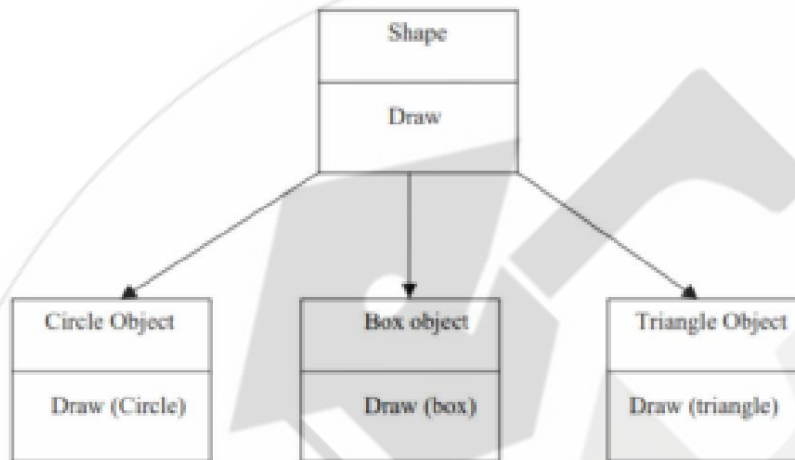 Shape
Draw
Circle Object
Draw (Circle)
Box object
Draw (box)
Triangle Object
Draw (triangle)